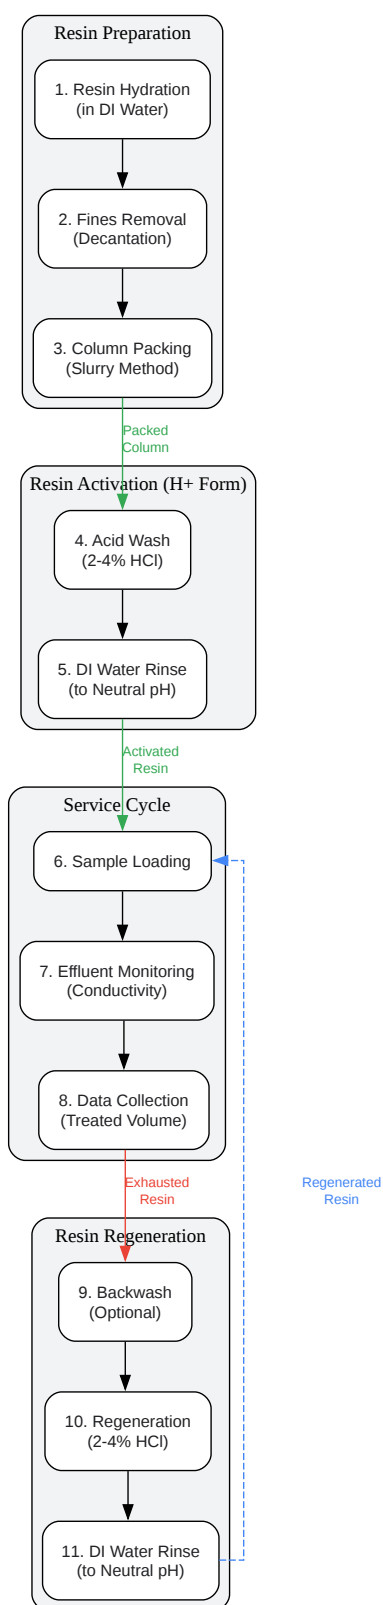 Resin Preparation
1. Resin Hydration
(in DI Water)
2. Fines Removal
(Decantation)
3. Column Packing
(Slurry Method)
Packed
Column
Resin Activation (H+ Form)
4. Acid Wash
(2-4% HCl)
5. DI Water Rinse
(to Neutral pH)
Activated
Resin
Service Cycle
6. Sample Loading
7. Effluent Monitoring
(Conductivity)
8. Data Collection
(Treated Volume)
Exhausted
Resin
Regenerated
Resin
Resin Regeneration
9. Backwash
(Optional)
10. Regeneration
(2-4% HCl)
11. DI Water Rinse
(to Neutral pH)